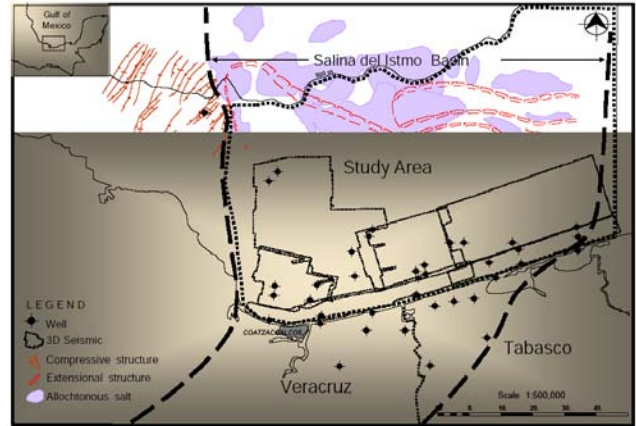 Gulf of
Mexico
Salina del Istmo Basin
Study Area
LEGEND
Well
3D Seismic
Compressive structure
Extensional structure
Allochtonous salt
COATZACOALCOS
Veracruz
Tabasco
Scale 1:500,000